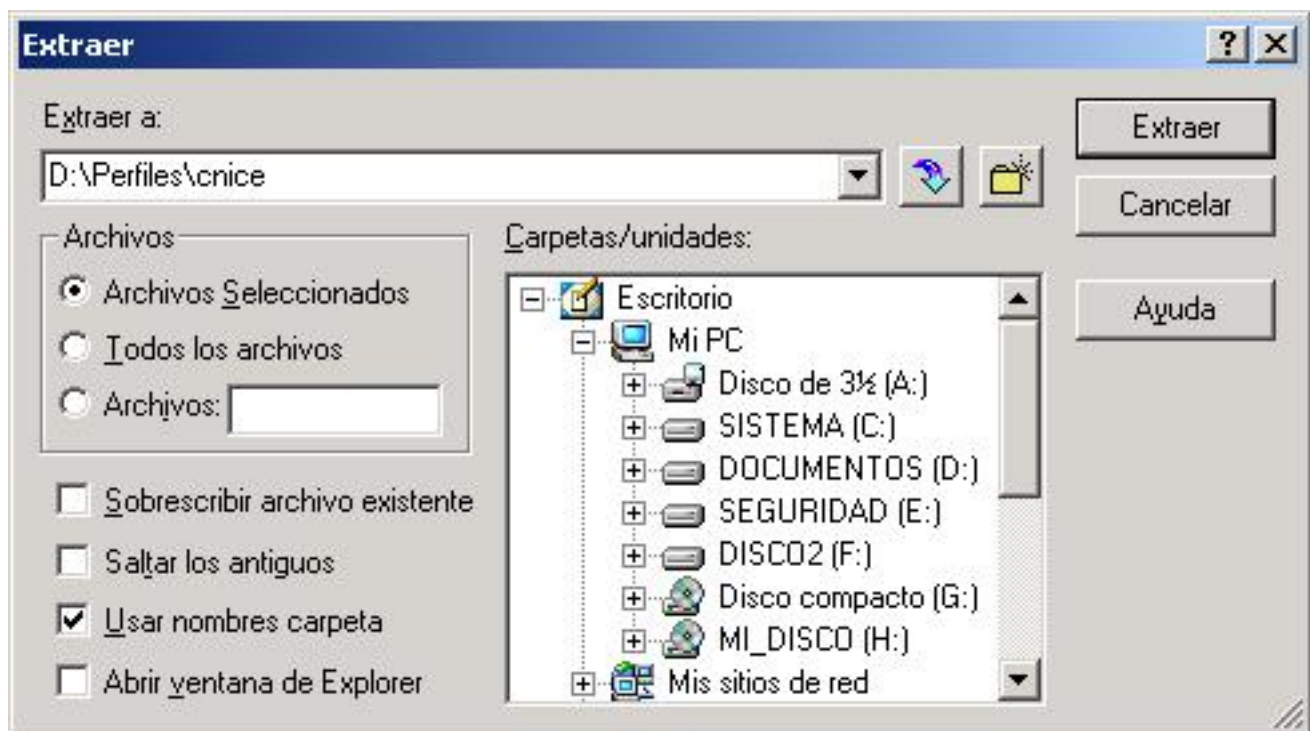 Extraer
Extraer a:
D:\Perfiles\cnice
Extraer
Cancelar
Ayuda
Archivos
Archivos Seleccionados
Todos los archivos
Archivos:
Sobrescribir archivo existente
Saltar los antiguos
Usar nombres carpeta
Abrir ventana de Explorer
Carpetas/unidades:
Escritorio
Mi PC
Disco de 3½ (A:)
SISTEMA (C:)
DOCUMENTOS (D:)
SEGURIDAD (E:)
DISCO2 (F:)
Disco compacto (G:)
MI_DISCO (H:)
Mis sitios de red